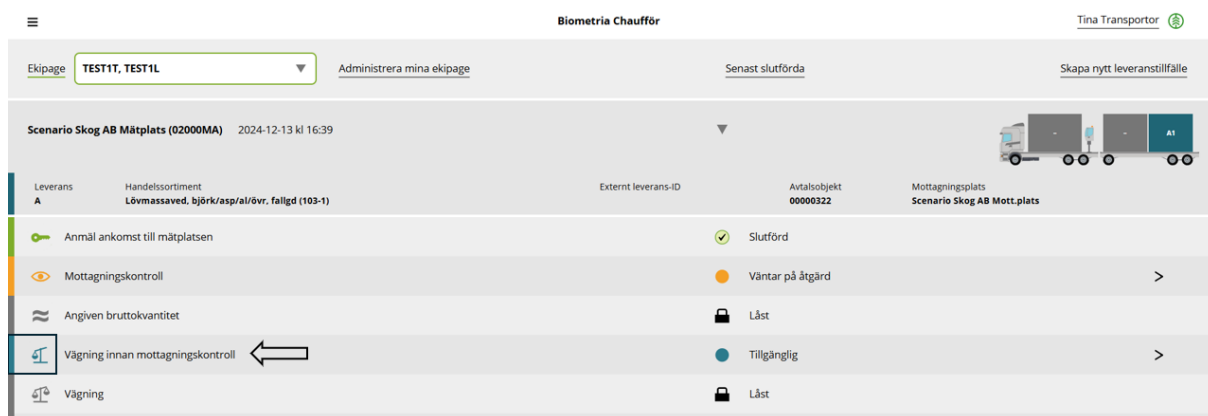 Biometria Chaufför
Tina Transportor
Ekipage TEST1T, TEST1L Administrera mina ekipage Senast slutförda Skapa nytt leveranstillfälle
Scenario Skog AB Mätplats (02000MA) 2024-12-13 kl 16:39
- - A1
Leverans Handelssortiment Externt leverans-ID Avtalsobjekt Mottagningsplats
A Lövmassaved, björk/asp/al/övr, fallgd (103-1) 00000322 Scenario Skog AB Mott.plats
Anmäl ankomst till mätplatsen Slutförd
Mottagningskontroll Väntar på åtgärd
Angiven bruttokvantitet Låst
Vägning innan mottagningskontroll Tillgänglig
Vägning Låst